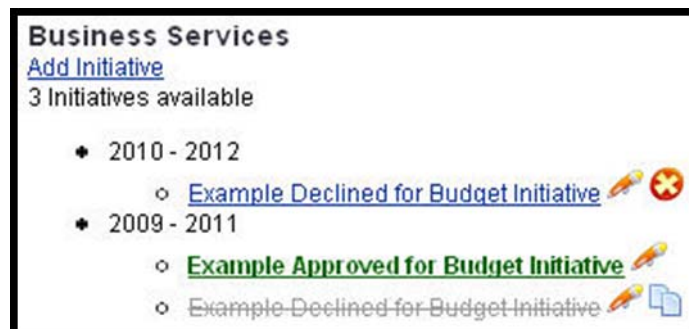 Business Services
Add Initiative
3 Initiatives available
2010 - 2012
Example Declined for Budget Initiative
2009 - 2011
Example Approved for Budget Initiative
Example Declined for Budget Initiative